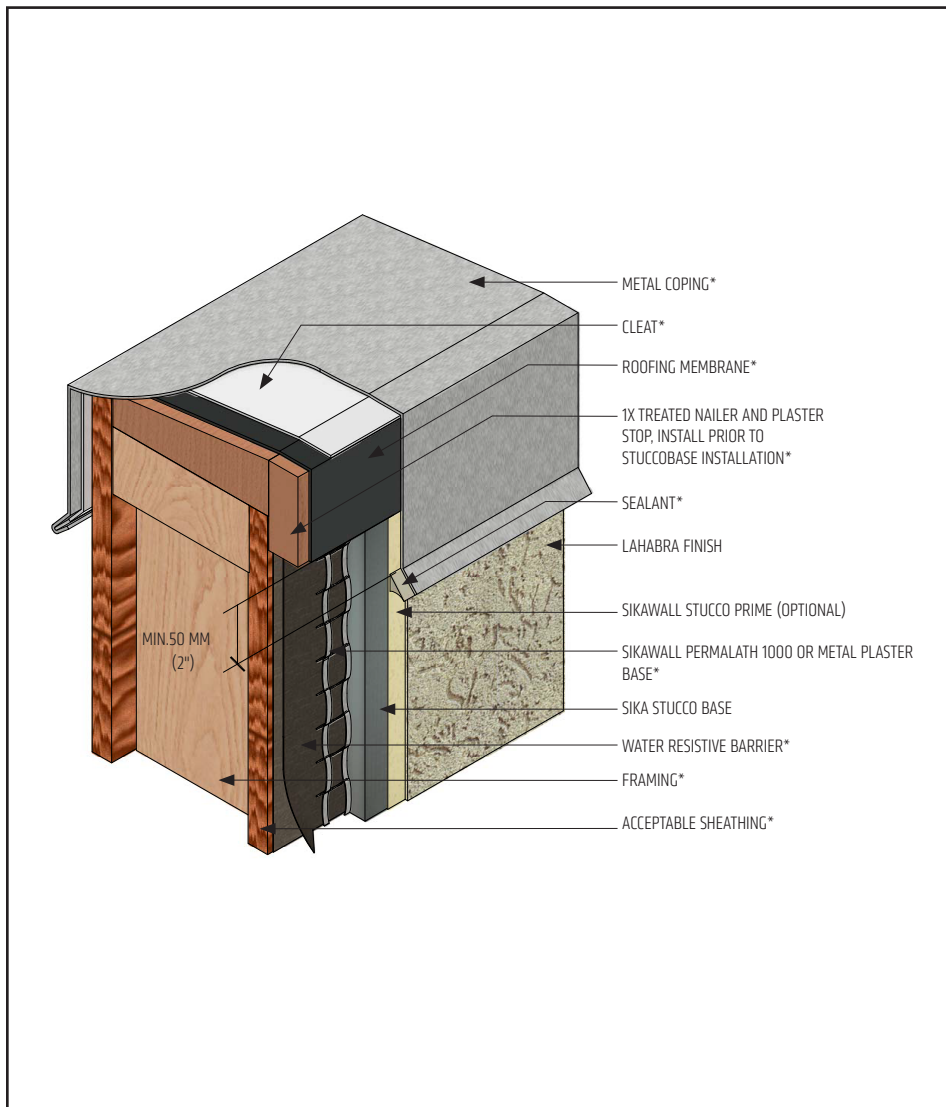 METAL COPING*
CLEAT*
ROOFING MEMBRANE*
1X TREATED NAILER AND PLASTER
STOP, INSTALL PRIOR TO
STUCCOBASE INSTALLATION*
SEALANT*
LAHABRA FINISH
SIKAWALL STUCCO PRIME (OPTIONAL)
MIN.50 MM
(2")
SIKAWALL PERMALATH 1000 OR METAL PLASTER
BASE*
SIKA STUCCO BASE
WATER RESISTIVE BARRIER*
FRAMING*
ACCEPTABLE SHEATHING*